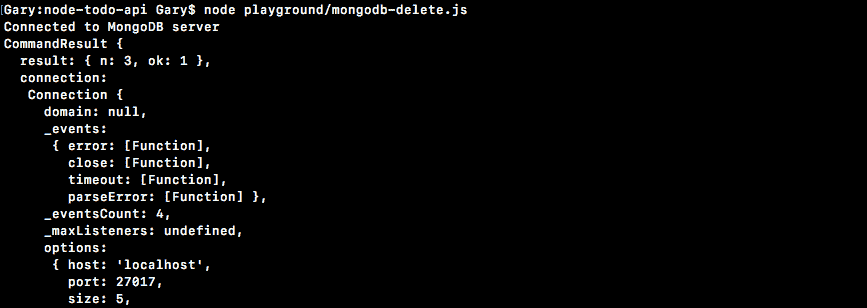 [Gary:node-todo-api Gary$ node playground/mongodb-delete.js
Connected to MongoDB server
CommandResult {
  result: { n: 3, ok: 1 },
  connection:
   Connection {
     domain: null,
     _events:
      { error: [Function],
        close: [Function],
        timeout: [Function],
        parseError: [Function] },
     _eventsCount: 4,
     _maxListeners: undefined,
     options:
      { host: 'localhost',
        port: 27017,
        size: 5,